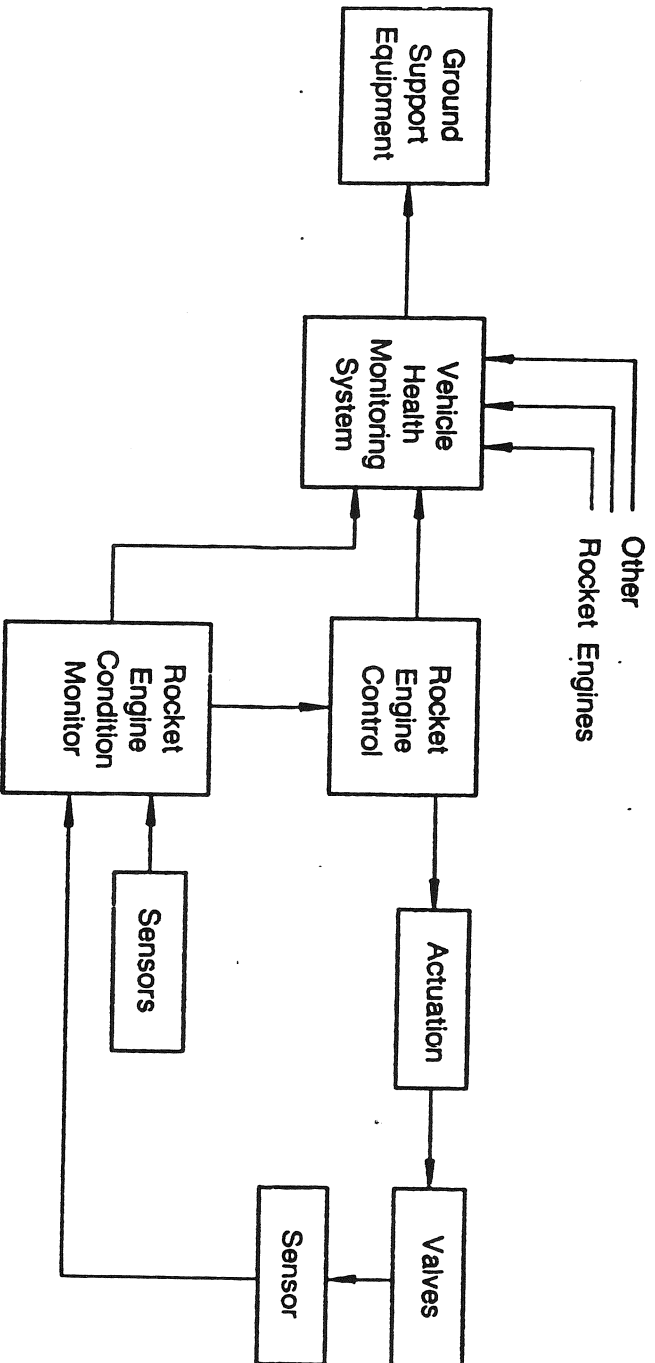 Ground
Support
Equipment
Vehicle
Health
Monitoring
System
Other
Rocket Engines
Rocket
Engine
Control
Rocket
Engine
Condition
Monitor
Actuation
Sensors
Valves
Sensor